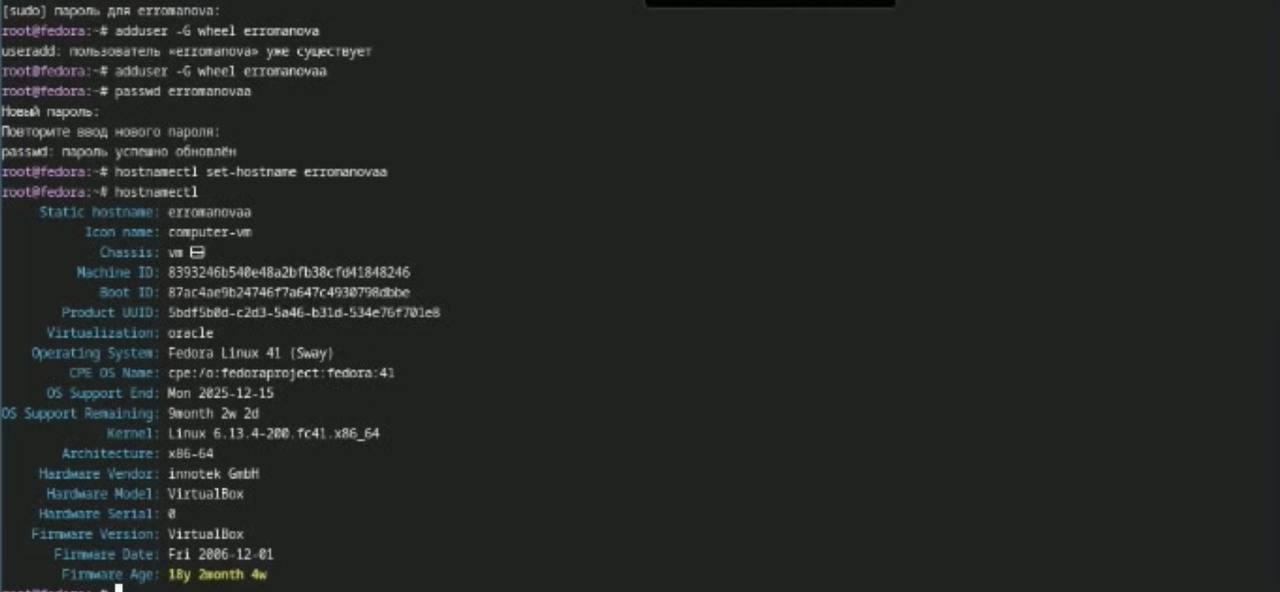 [sudo] пароль для erromanova:
root@fedora:~# adduser -G wheel erromanova
useradd: пользователь «erromanova» уже существует
root@fedora:~# adduser -G wheel erromanovaa
root@fedora:~# passwd erromanovaa
Новый пароль:
Повторите ввод нового пароля:
passwd: пароль успешно обновлён
root@fedora:~# hostnamectl set-hostname erromanovaa
root@fedora:~# hostnamectl
Static hostname: erromanovaa
Icon name: computer-vm
Chassis: vm 🖴
Machine ID: 8393246b540e48a2bfb38cfd41848246
Boot ID: 87ac4ae9b24746f7a647c4930798dbbe
Product UUID: 5bdf5b0d-c2d3-5a46-b31d-534e76f701e8
Virtualization: oracle
Operating System: Fedora Linux 41 (Sway)
CPE OS Name: cpe:/o:fedoraproject:fedora:41
OS Support End: Mon 2025-12-15
OS Support Remaining: 9month 2w 2d
Kernel: Linux 6.13.4-200.fc41.x86_64
Architecture: x86-64
Hardware Vendor: innotek GmbH
Hardware Model: VirtualBox
Hardware Serial: 0
Firmware Version: VirtualBox
Firmware Date: Fri 2006-12-01
Firmware Age: 18y 2month 4w